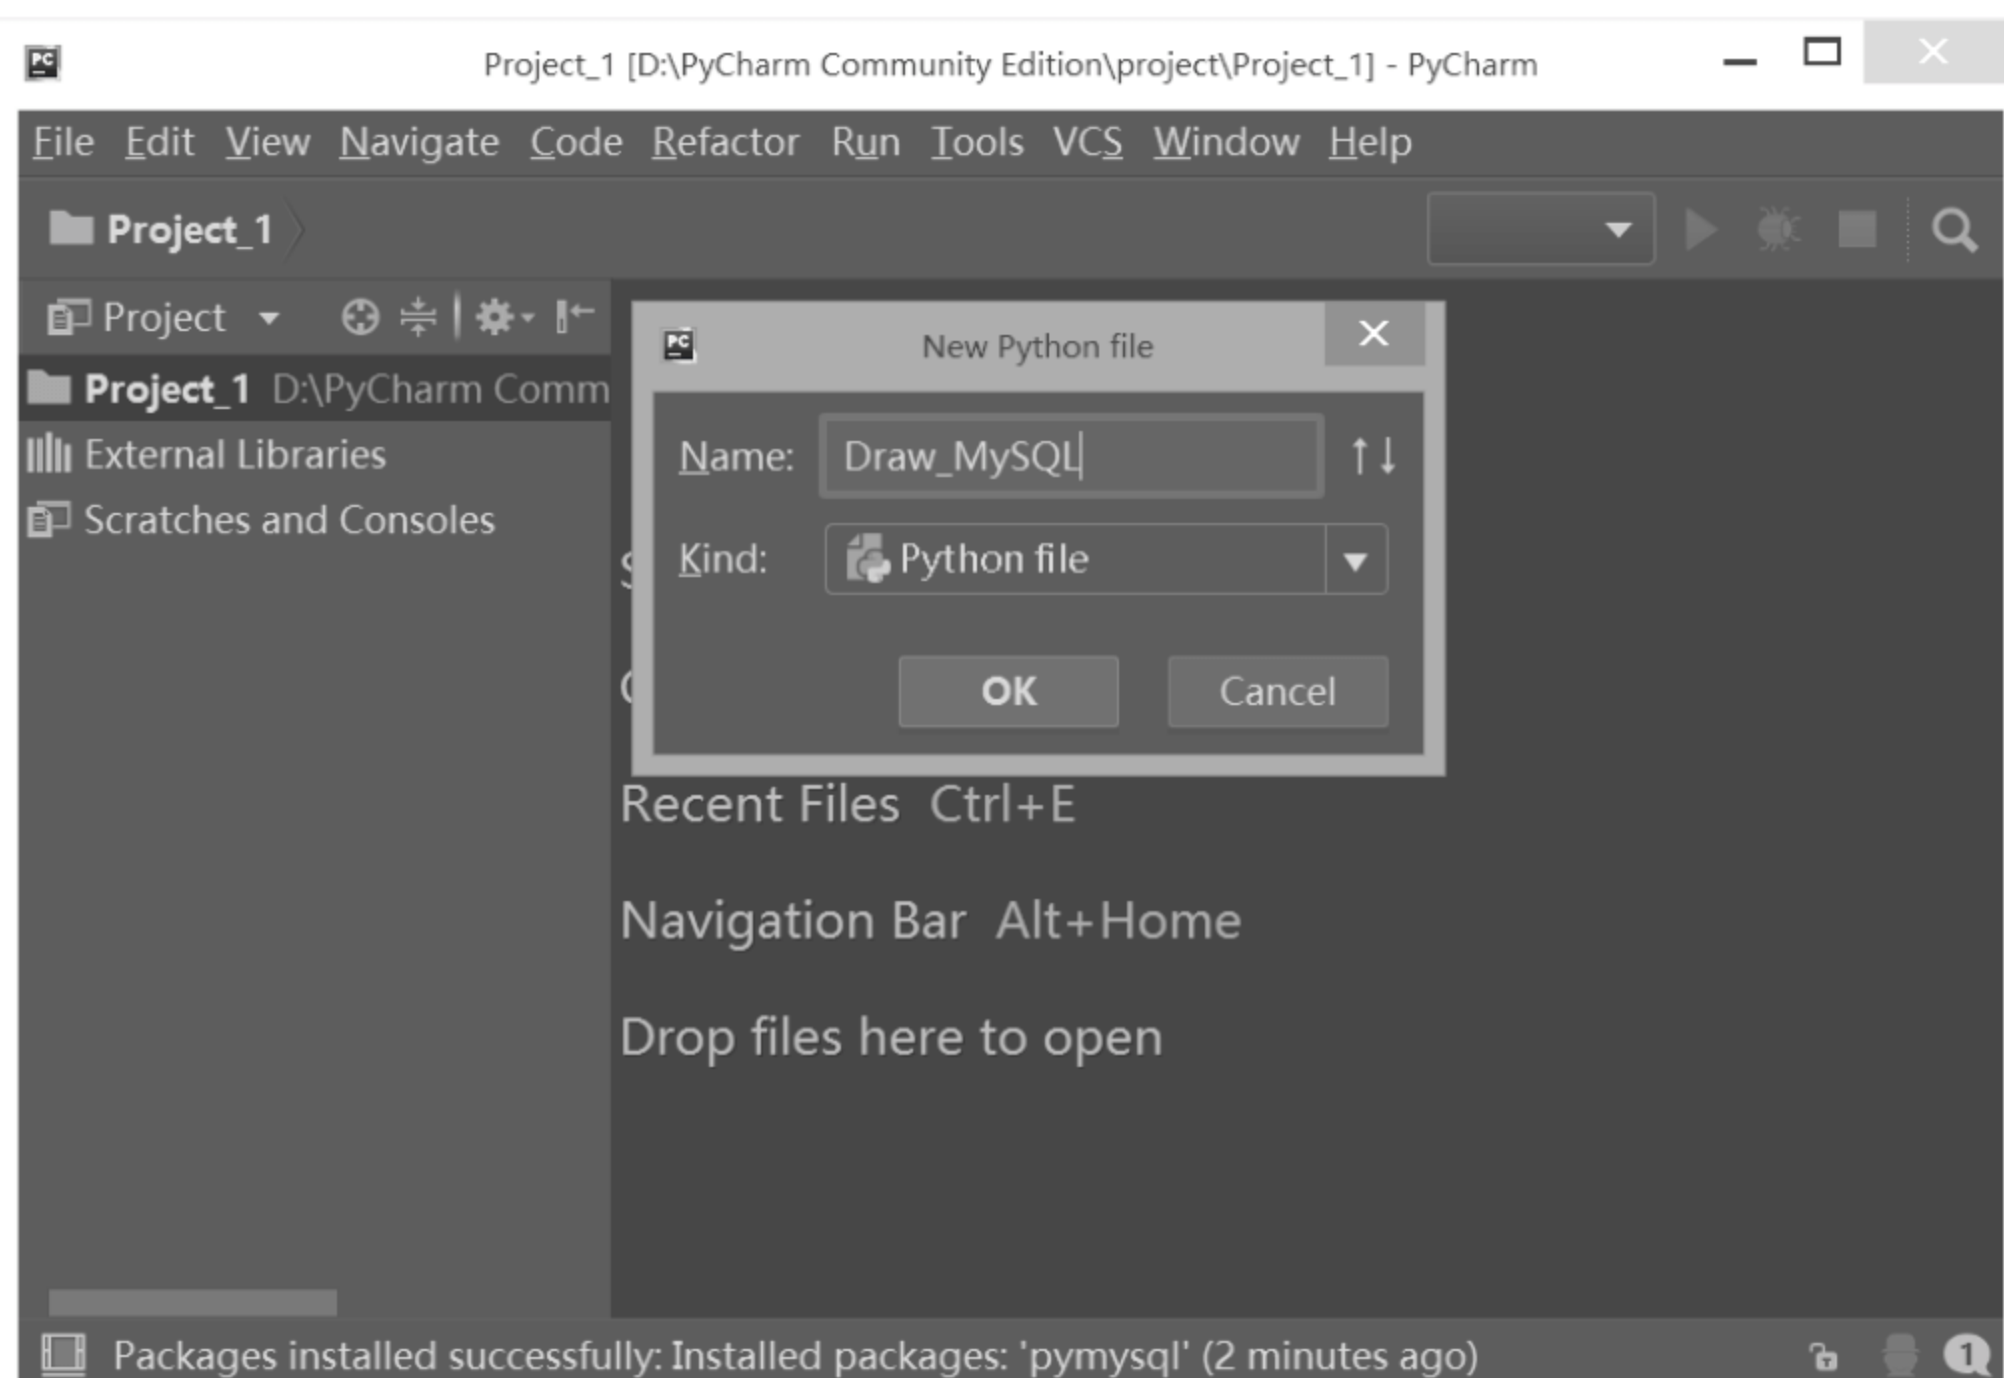 Project_1 [D:\PyCharm Community Edition\project\Project_1] - PyCharm
File Edit View Navigate Code Refactor Run Tools VCS Window Help
Project_1
Project
Project_1 D:\PyCharm Comm
External Libraries
Scratches and Consoles
New Python file
Name: Draw_MySQL
Kind: Python file
OK Cancel
Recent Files Ctrl+E
Navigation Bar Alt+Home
Drop files here to open
Packages installed successfully: Installed packages: 'pymysql' (2 minutes ago)
1